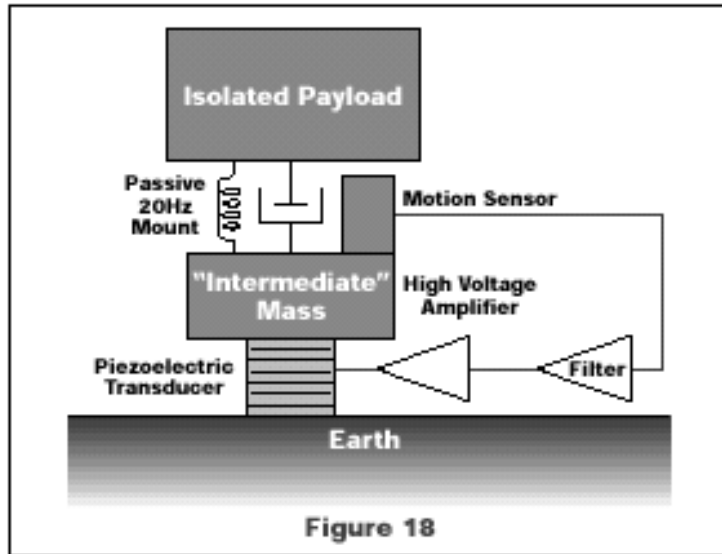 Isolated Payload
Passive
20Hz
Mount
Motion Sensor
"Intermediate"
Mass
High Voltage
Amplifier
Piezoelectric
Transducer
Filter
Earth
Figure 18